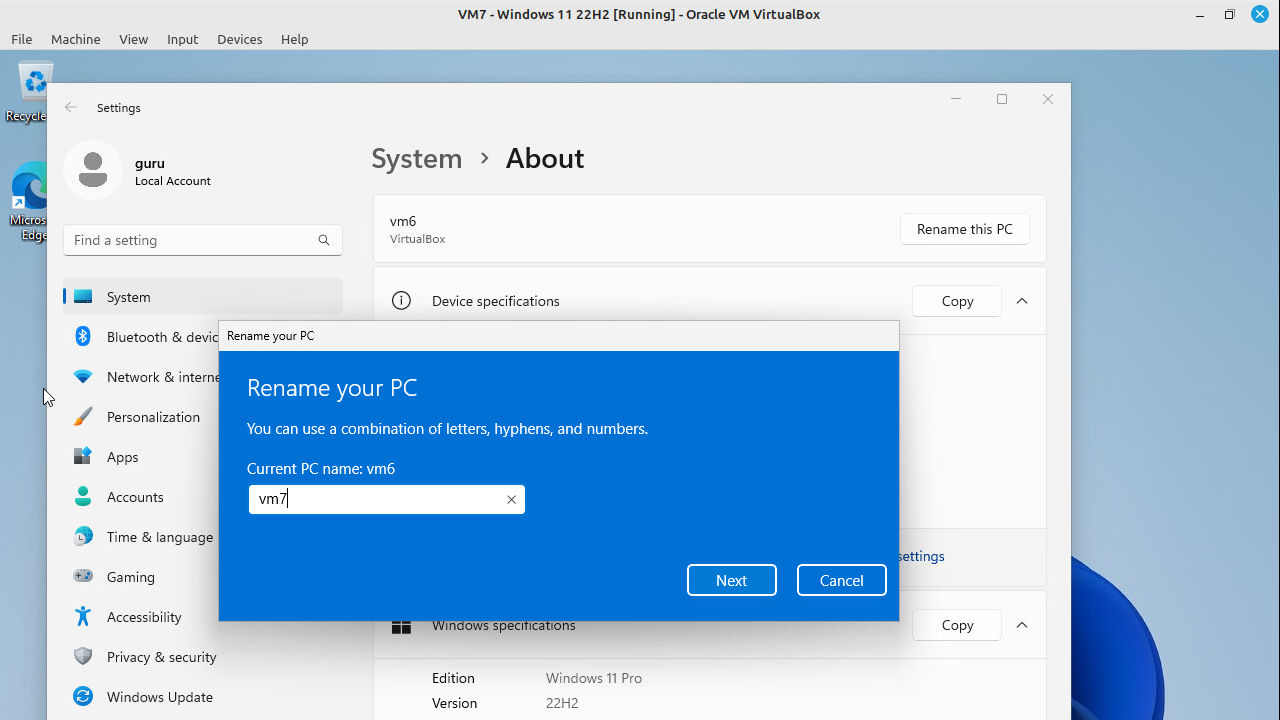 VM7 - Windows 11 22H2 [Running] - Oracle VM VirtualBox
File Machine View Input Devices Help
Settings
guru
Local Account
Find a setting
System
Bluetooth &
Network &
Personalization
Apps
Accounts
Time & language
Gaming
Accessibility
Privacy & security
Windows Update
System > About
vm6
VirtualBox
Rename this PC
Device specifications
Copy
Rename your PC
Rename your PC
You can use a combination of letters, hyphens, and numbers.
Current PC name: vm6
vm7
Next
Cancel
settings
Windows specifications
Copy
Edition Windows 11 Pro
Version 22H2
Edge